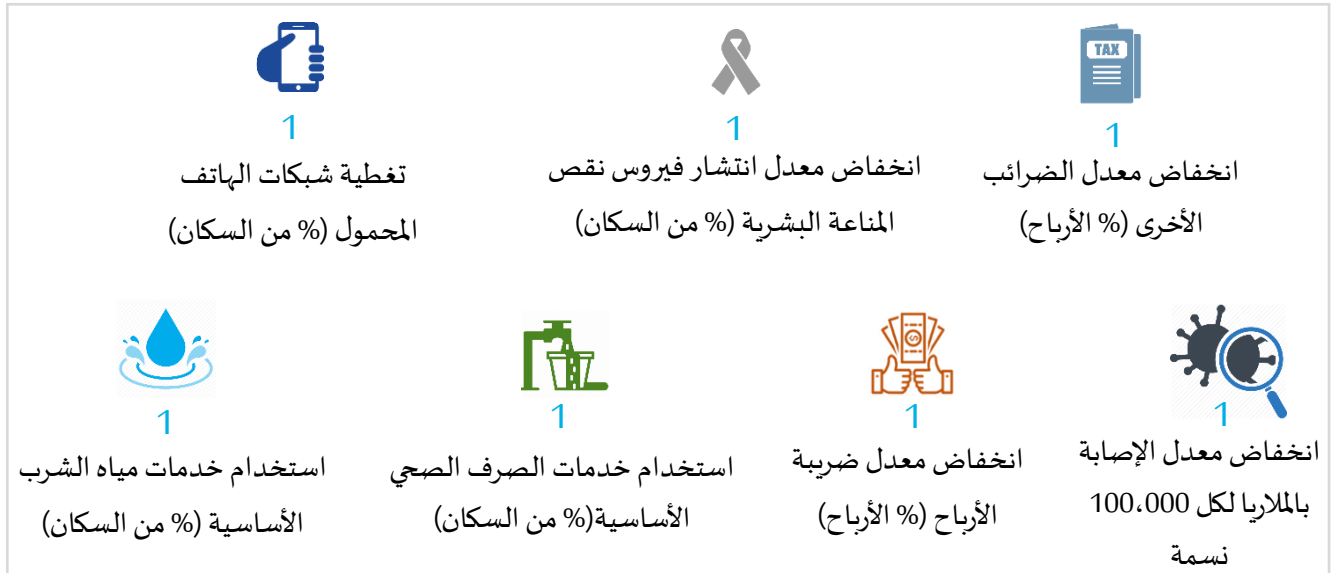 TAX
1
انخفاض معدل الضرائب
الأخرى (% الأرباح)
1
انخفاض معدل انتشار فيروس نقص
المناعة البشرية (% من السكان)
1
تغطية شبكات الهاتف
المحمول (% من السكان)
1
انخفاض معدل الإصابة
بالملاريا لكل 100،000
نسمة
1
انخفاض معدل ضريبة
الأرباح (% الأرباح)
1
استخدام خدمات الصرف الصحي
الأساسية(% من السكان)
1
استخدام خدمات مياه الشرب
الأساسية (% من السكان)